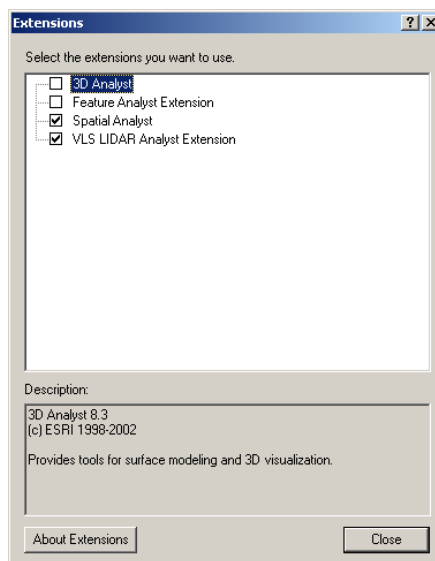 Extensions
Select the extensions you want to use.
3D Analyst
Feature Analyst Extension
Spatial Analyst
VLS LIDAR Analyst Extension
Description:
3D Analyst 8.3
(c) ESRI 1998-2002
Provides tools for surface modeling and 3D visualization.
About Extensions
Close